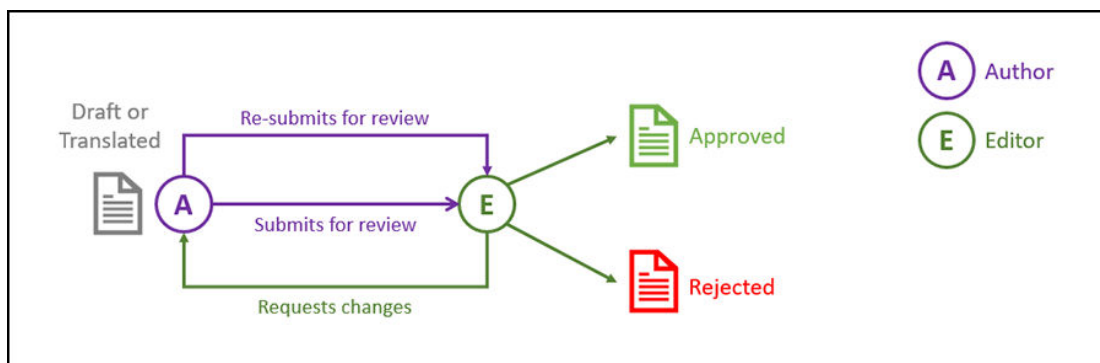 Draft or
Translated
Re-submits for review
A
Submits for review
E
Requests changes
Approved
Rejected
A Author
E Editor